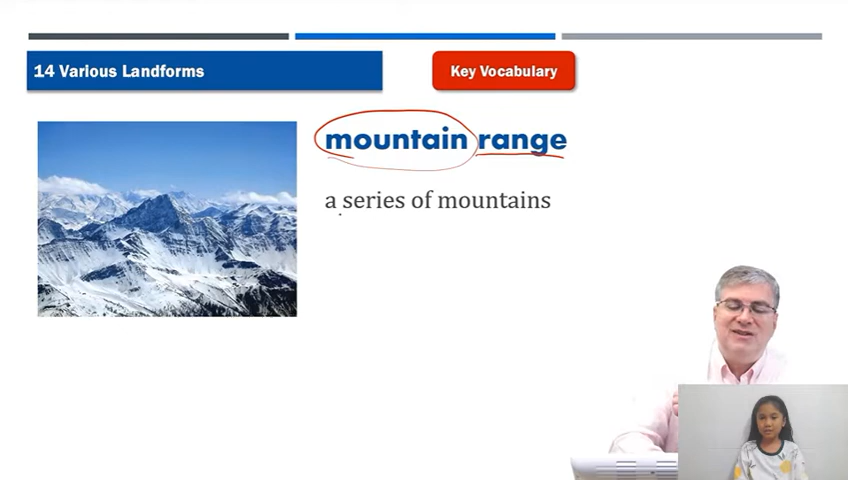 14 Various Landforms
Key Vocabulary
mountain range
a series of mountains